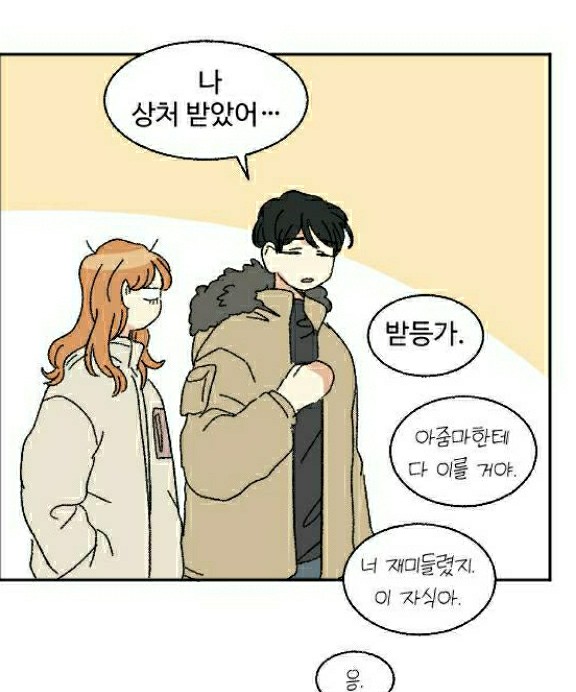 나
상처 받았어…
받등가.
아줌마한테
다 이를 거야.
너 재미들렸지.
이 자식아.
응.